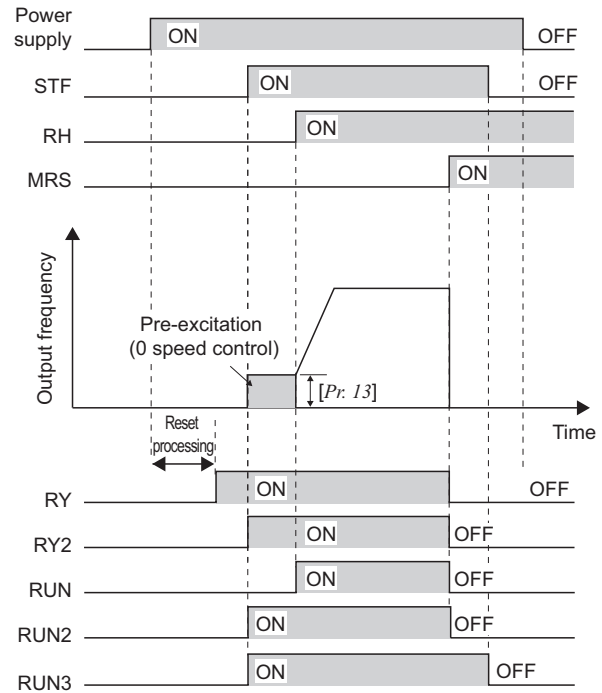 Power
supply
ON
OFF
STF
ON
OFF
RH
ON
MRS
ON
Output frequency
Pre-excitation
(0 speed control)
[Pr. 13]
Time
Reset
processing
RY
ON
OFF
RY2
ON
OFF
RUN
ON
OFF
RUN2
ON
OFF
RUN3
ON
OFF